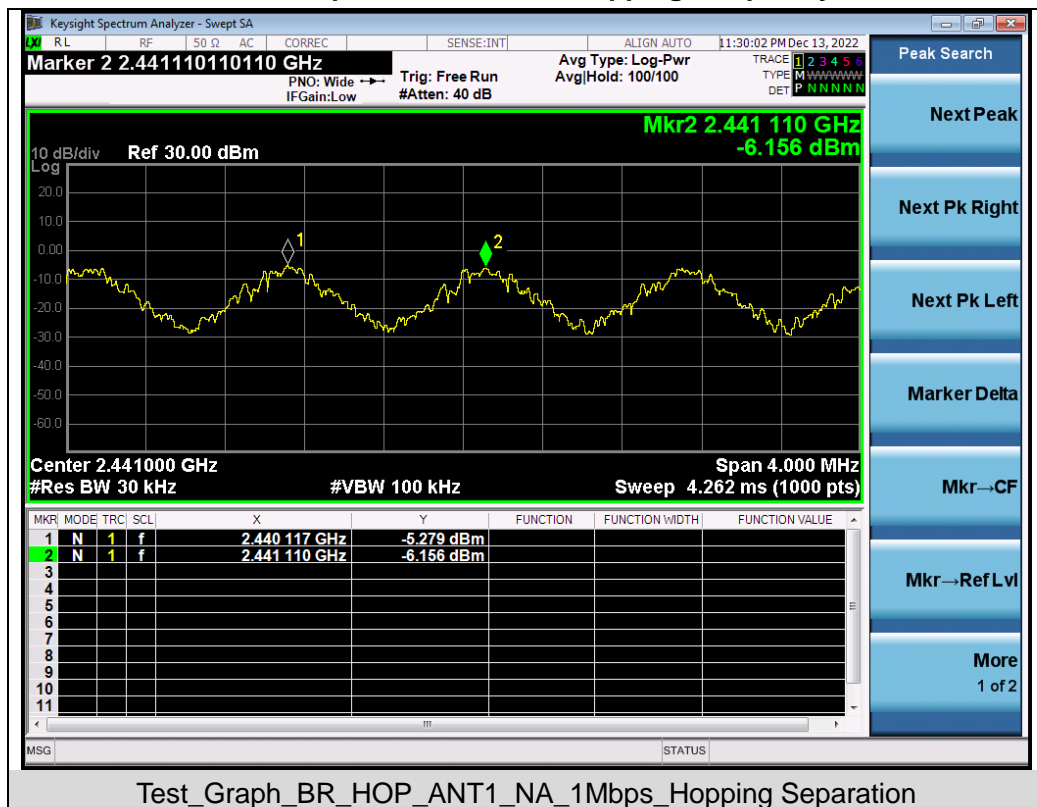 Keysight Spectrum Analyzer - Swept SA
LXI RL RF 50 Ω AC CORREC SENSE:INT ALIGN AUTO 11:30:02 PM Dec 13, 2022
Marker 2 2.441110110110 GHz
PNO: Wide
IFGain:Low
Trig: Free Run
#Atten: 40 dB
Avg Type: Log-Pwr
Avg|Hold: 100/100
TRACE 1 2 3 4 5 6
TYPE M WWWWW
DET P N N N N N
Peak Search
Mkr2 2.441 110 GHz
-6.156 dBm
10 dB/div Ref 30.00 dBm
Log
20.0
10.0
0.00
-10.0
-20.0
-30.0
-40.0
-50.0
-60.0
1
2
Center 2.441000 GHz Span 4.000 MHz
#Res BW 30 kHz #VBW 100 kHz Sweep 4.262 ms (1000 pts)
MKR MODE TRC SCL X Y FUNCTION FUNCTION WIDTH FUNCTION VALUE
1 N 1 f 2.440 117 GHz -5.279 dBm
2 N 1 f 2.441 110 GHz -6.156 dBm
3
4
5
6
7
8
9
10
11
Next Peak
Next Pk Right
Next Pk Left
Marker Delta
Mkr→CF
Mkr→Ref Lvl
More
1 of 2
MSG STATUS
Test_Graph_BR_HOP_ANT1_NA_1Mbps_Hopping Separation